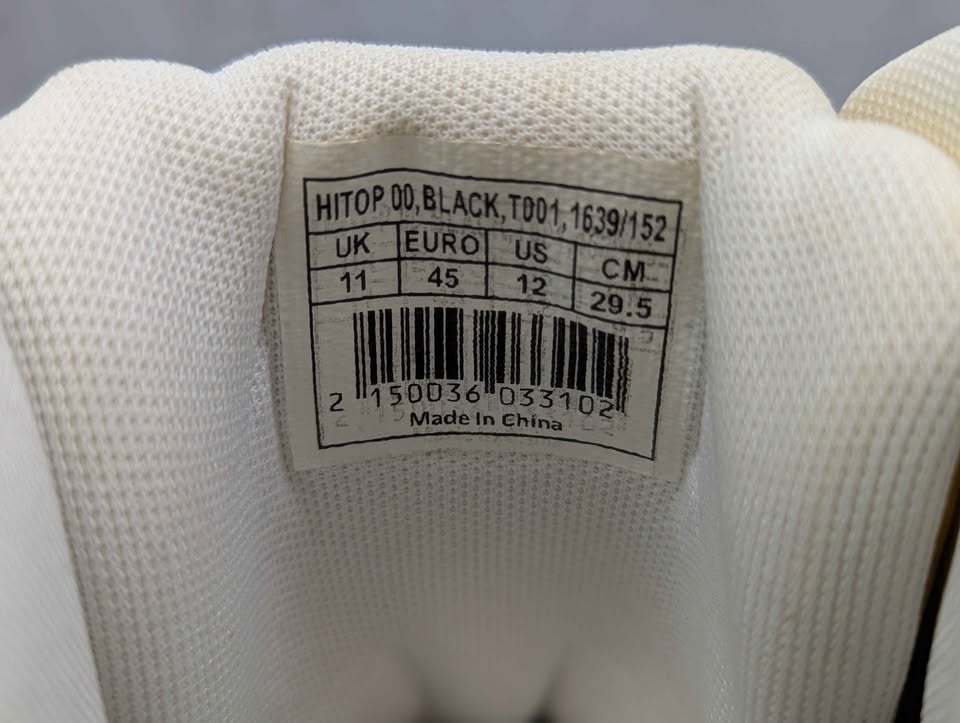 HITOP 00,BLACK,T001,1639/152
UK EURO US CM
11 45 12 29.5
2 150036 033102
Made In China